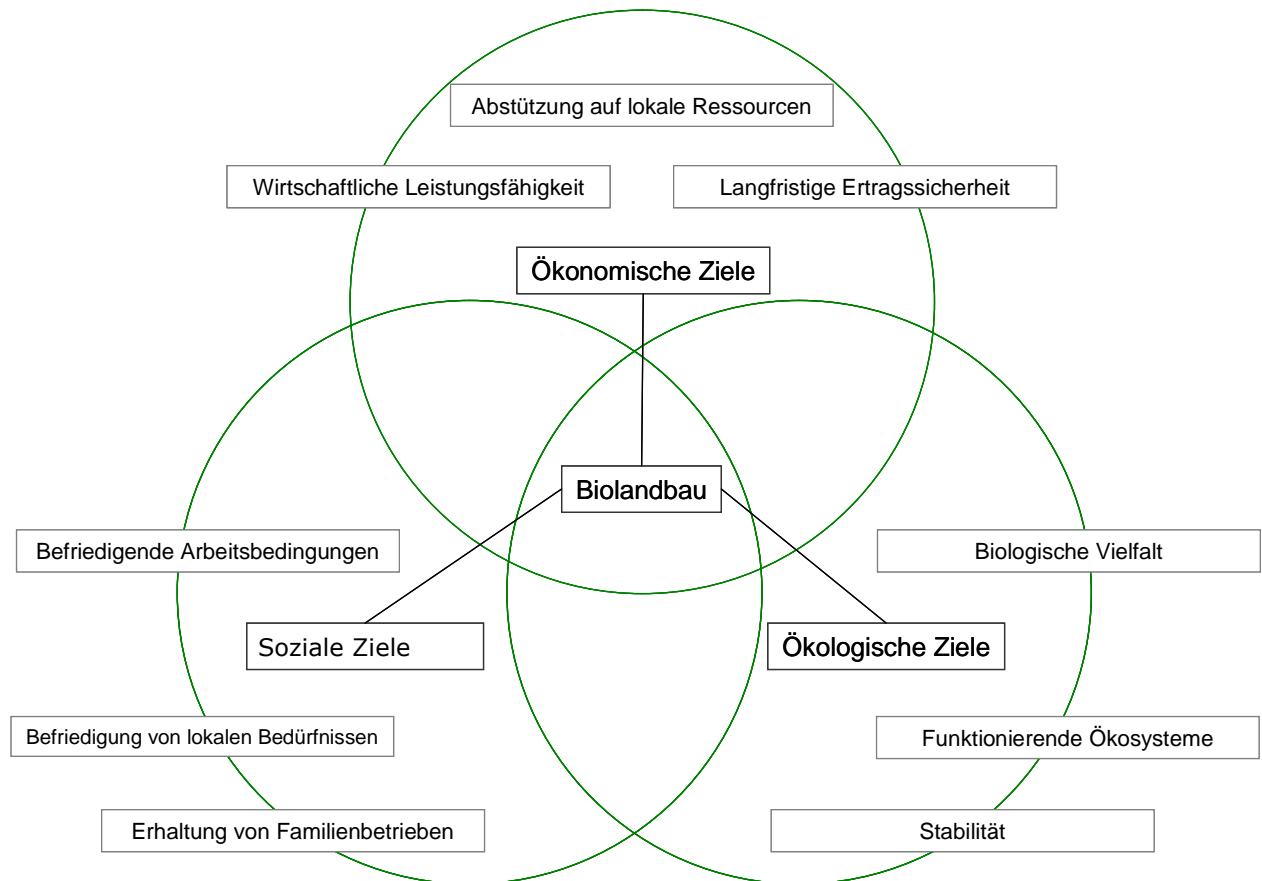 Abstützung auf lokale Ressourcen
Wirtschaftliche Leistungsfähigkeit
Langfristige Ertragssicherheit
Ökonomische Ziele
Biolandbau
Befriedigende Arbeitsbedingungen
Biologische Vielfalt
Soziale Ziele
Ökologische Ziele
Befriedigung von lokalen Bedürfnissen
Funktionierende Ökosysteme
Erhaltung von Familienbetrieben
Stabilität